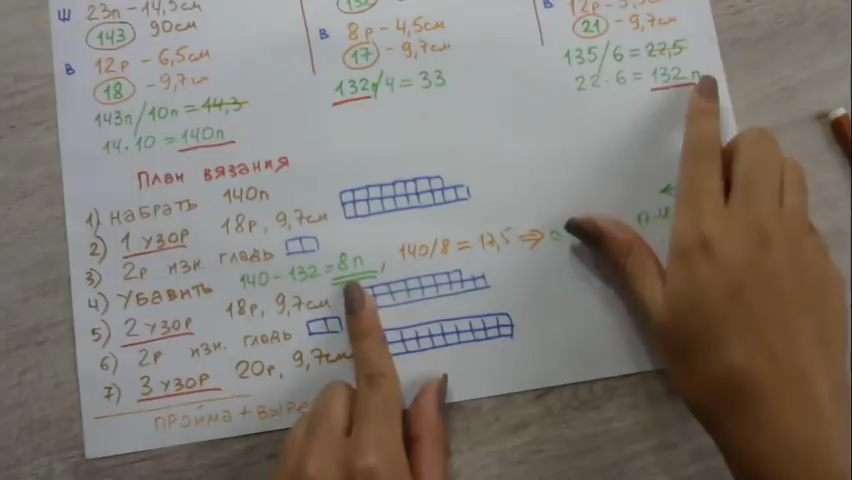 Ш 23п - 14,5см
143 90см
В 12р - 6,5см
18 - 9,7см
143п/10п = 14,3
14.10 = 140п
132
В 8р - 4,5см
17 - 9,7см
132п/4 = 33
В
21 - 9,7см
135/6 = 22,5
22.6 = 132п
План вязания
1) Набрать 140п
2) 1 узор 18р, 9,7см
3) 2р изн. гладь
4) Убавить 140-132=8п, 140/8 = 17,5 ⇒
17-18
5) 2 узор 18р, 9,7см
6) 2р изн. гладь
7) 3 узор 20р, 9,7см
пройма +